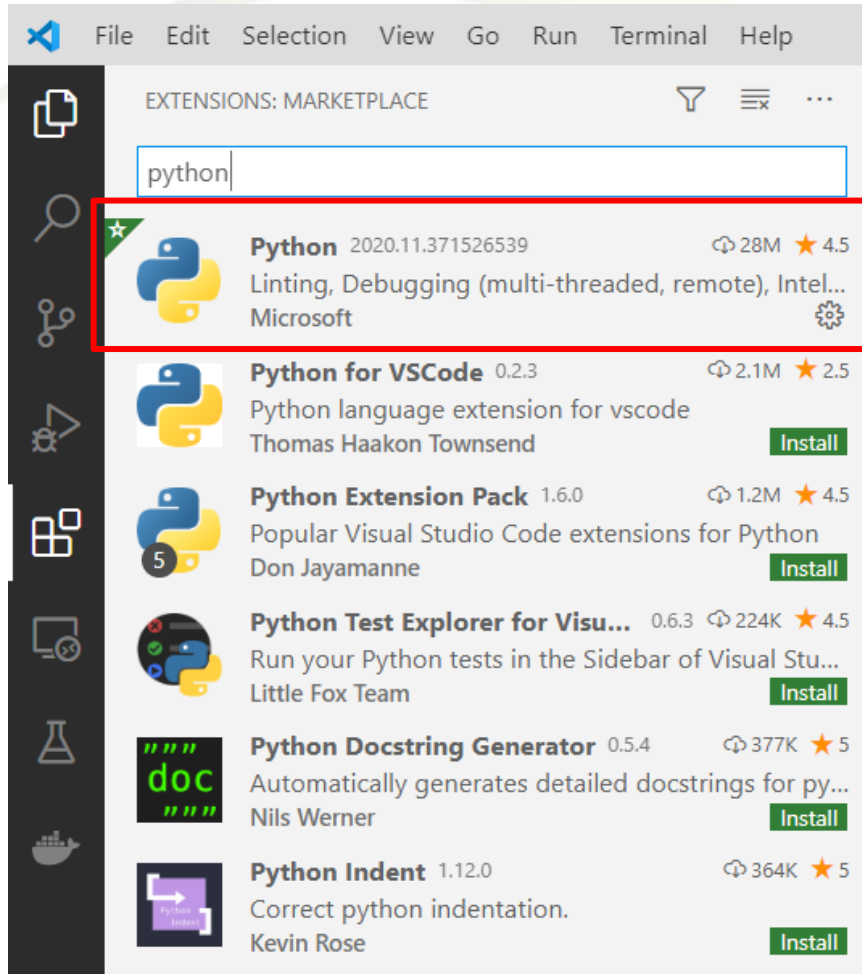 File Edit Selection View Go Run Terminal Help
EXTENSIONS: MARKETPLACE
python
Python 2020.11.371526539 28M 4.5
Linting, Debugging (multi-threaded, remote), Intel...
Microsoft
Python for VSCode 0.2.3 2.1M 2.5
Python language extension for vscode
Thomas Haakon Townsend Install
Python Extension Pack 1.6.0 1.2M 4.5
Popular Visual Studio Code extensions for Python
5
Don Jayamanne Install
Python Test Explorer for Visu... 0.6.3 224K 4.5
Run your Python tests in the Sidebar of Visual Stu...
Little Fox Team Install
"""
doc
"""
Python Docstring Generator 0.5.4 377K 5
Automatically generates detailed docstrings for py...
Nils Werner Install
Python
Indent
Python Indent 1.12.0 364K 5
Correct python indentation.
Kevin Rose Install